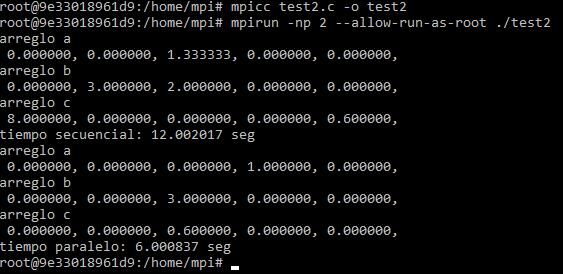 root@9e33018961d9:/home/mpi# mpicc test2.c -o test2
root@9e33018961d9:/home/mpi# mpirun -np 2 --allow-run-as-root ./test2
arreglo a
0.000000, 0.000000, 1.333333, 0.000000, 0.000000,
arreglo b
0.000000, 3.000000, 2.000000, 0.000000, 0.000000,
arreglo c
8.000000, 0.000000, 0.000000, 0.000000, 0.600000,
tiempo secuencial: 12.002017 seg
arreglo a
0.000000, 0.000000, 0.000000, 1.000000, 0.000000,
arreglo b
0.000000, 0.000000, 3.000000, 0.000000, 0.000000,
arreglo c
0.000000, 0.000000, 0.600000, 0.000000, 0.000000,
tiempo paralelo: 6.000837 seg
root@9e33018961d9:/home/mpi#